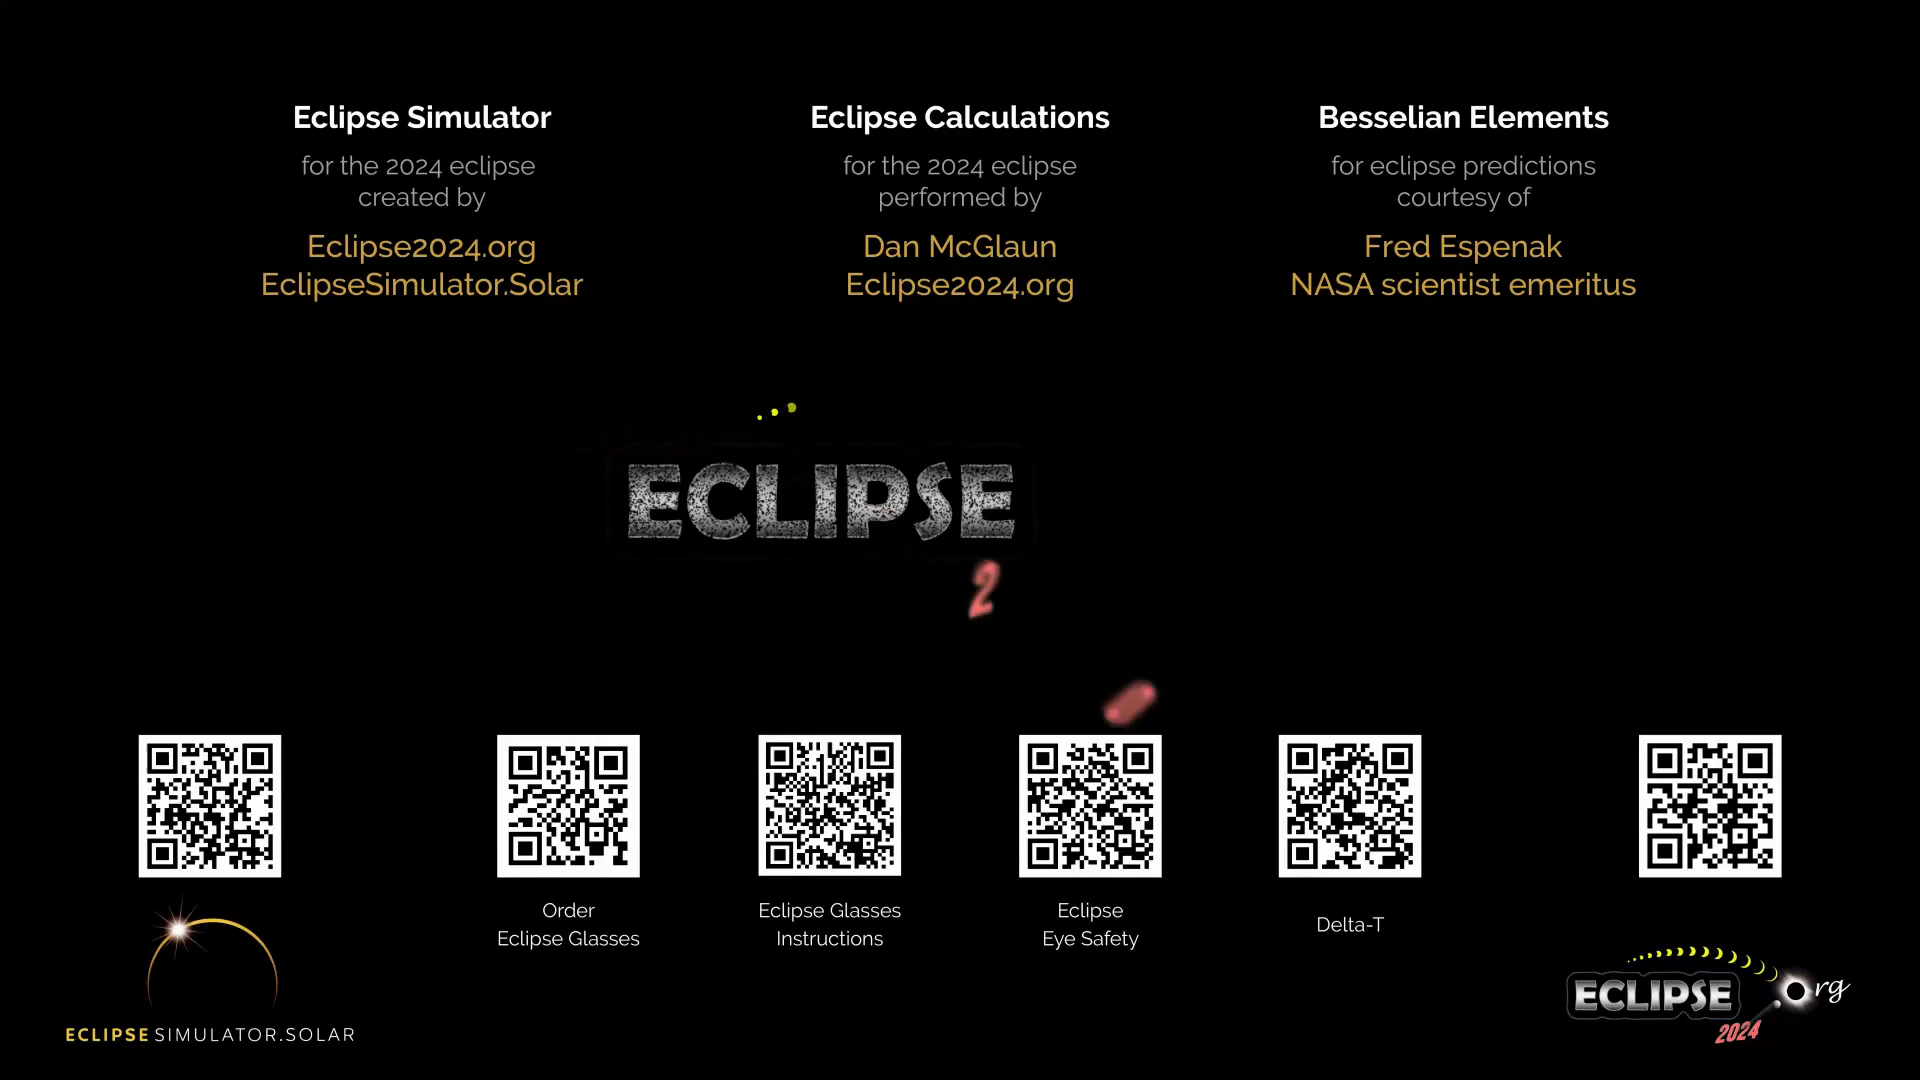 Eclipse Simulator
for the 2024 eclipse
created by
Eclipse2024.org
EclipseSimulator.Solar
Eclipse Calculations
for the 2024 eclipse
performed by
Dan McGlaun
Eclipse2024.org
Besselian Elements
for eclipse predictions
courtesy of
Fred Espenak
NASA scientist emeritus
ECLIPSE
2
Order
Eclipse Glasses
Eclipse Glasses
Instructions
Eclipse
Eye Safety
Delta-T
ECLIPSESIMULATOR.SOLAR
ECLIPSE.Org
2024